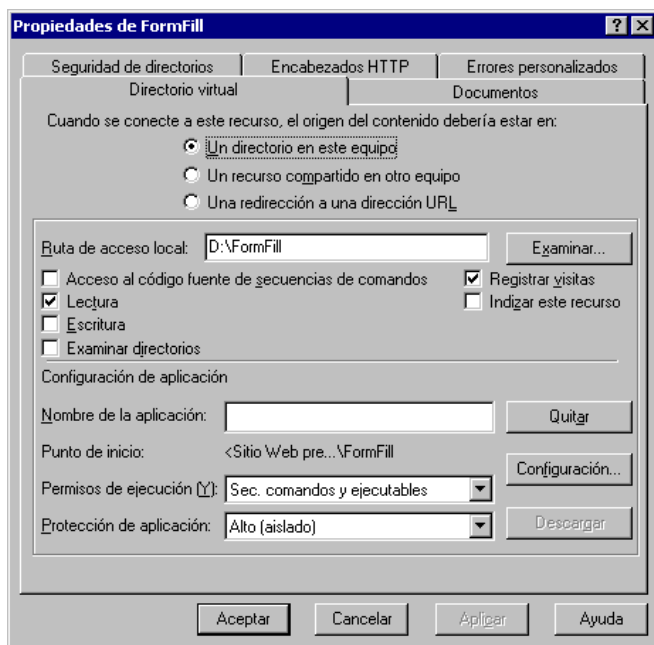 Propiedades de FormFill
Seguridad de directorios Encabezados HTTP Errores personalizados
Directorio virtual Documentos
Cuando se conecte a este recurso, el origen del contenido debería estar en:
Un directorio en este equipo
Un recurso compartido en otro equipo
Una redirección a una dirección URL
Ruta de acceso local: D:\FormFill Examinar...
Acceso al código fuente de secuencias de comandos Registrar visitas
Lectura Indizar este recurso
Escritura
Examinar directorios
Configuración de aplicación
Nombre de la aplicación: Quitar
Punto de inicio: <Sitio Web pre...\FormFill
Configuración...
Permisos de ejecución (Y): Sec. comandos y ejecutables
Protección de aplicación: Alto (aislado) Descargar
Aceptar Cancelar Aplicar Ayuda